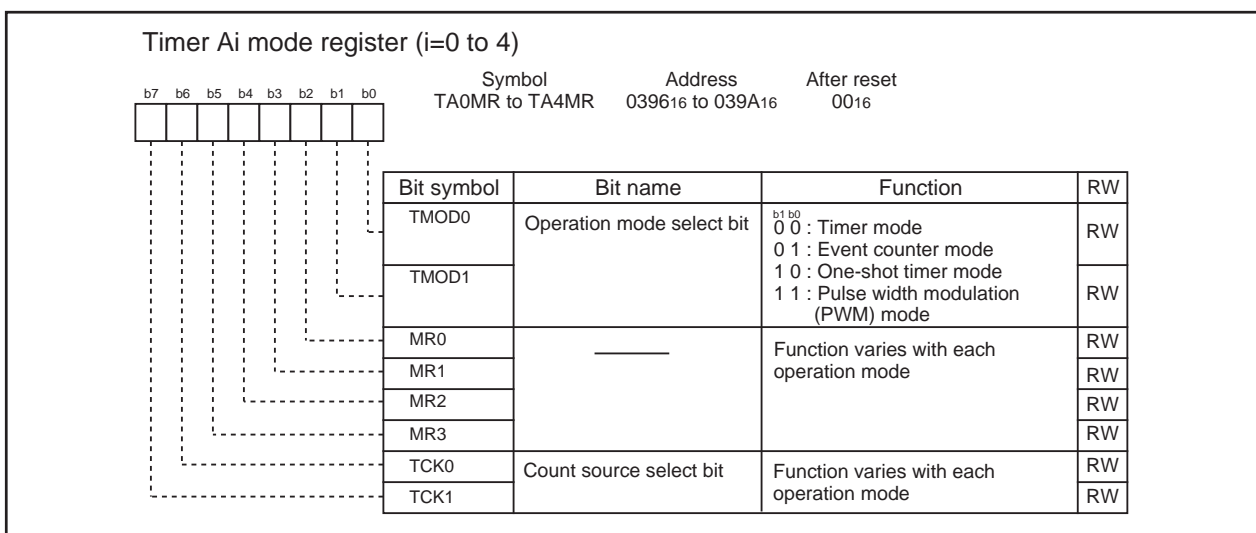 Timer Ai mode register (i=0 to 4)
Symbol Address After reset
TA0MR to TA4MR 039616 to 039A16 0016
b7 b6 b5 b4 b3 b2 b1 b0
Bit symbol Bit name Function RW
TMOD0 Operation mode select bit b1 b0
0 0 : Timer mode RW
0 1 : Event counter mode
TMOD1 1 0 : One-shot timer mode
1 1 : Pulse width modulation RW
(PWM) mode
MR0 Function varies with each RW
MR1 operation mode RW
MR2 RW
MR3 RW
TCK0 Count source select bit Function varies with each RW
TCK1 operation mode RW